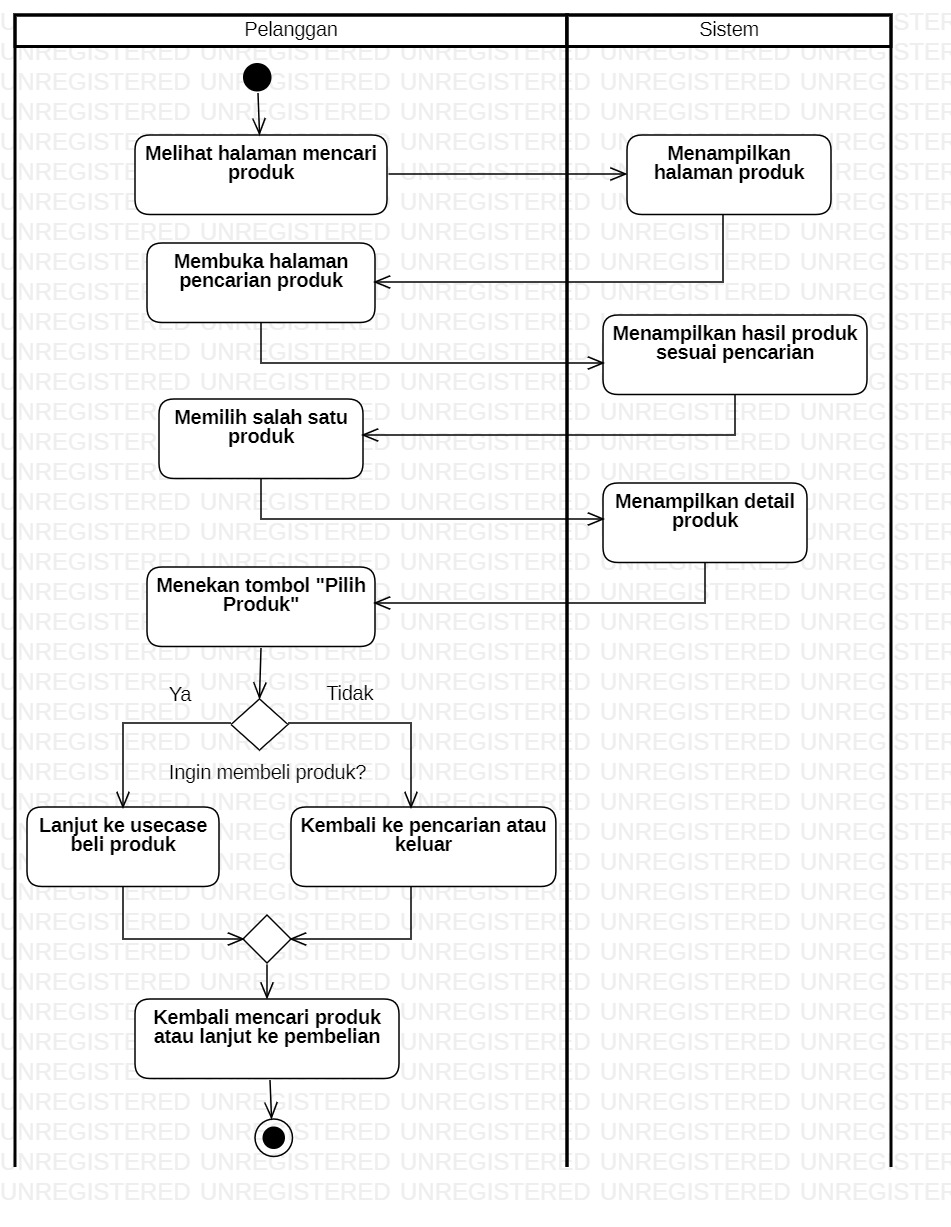 Pelanggan
Sistem
Melihat halaman mencari
produk
Menampilkan
halaman produk
Membuka halaman
pencarian produk
Menampilkan hasil produk
sesuai pencarian
Memilih salah satu
produk
Menampilkan detail
produk
Menekan tombol "Pilih
Produk"
Ya
Tidak
Ingin membeli produk?
Lanjut ke usecase
beli produk
Kembali ke pencarian atau
keluar
Kembali mencari produk
atau lanjut ke pembelian
UNREGISTERED